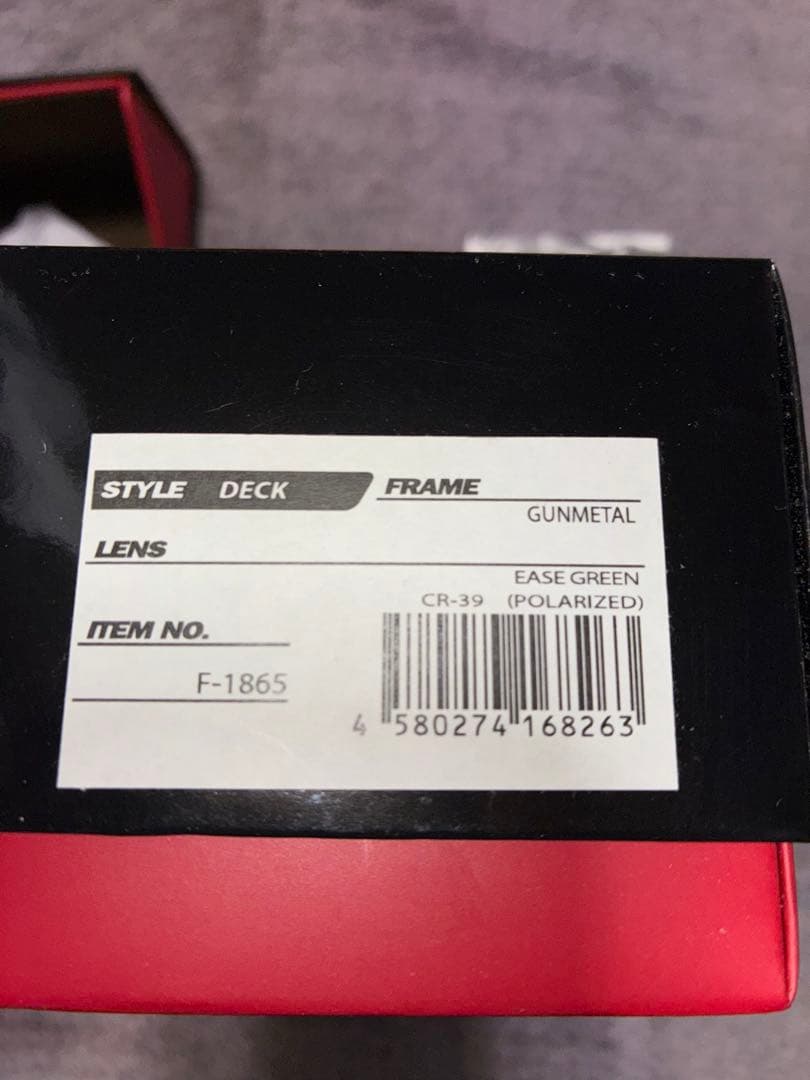 STYLE DECK FRAME
GUNMETAL
LENS
EASE GREEN
CR-39 (POLARIZED)
ITEM NO.
F-1865
4 580274 168263